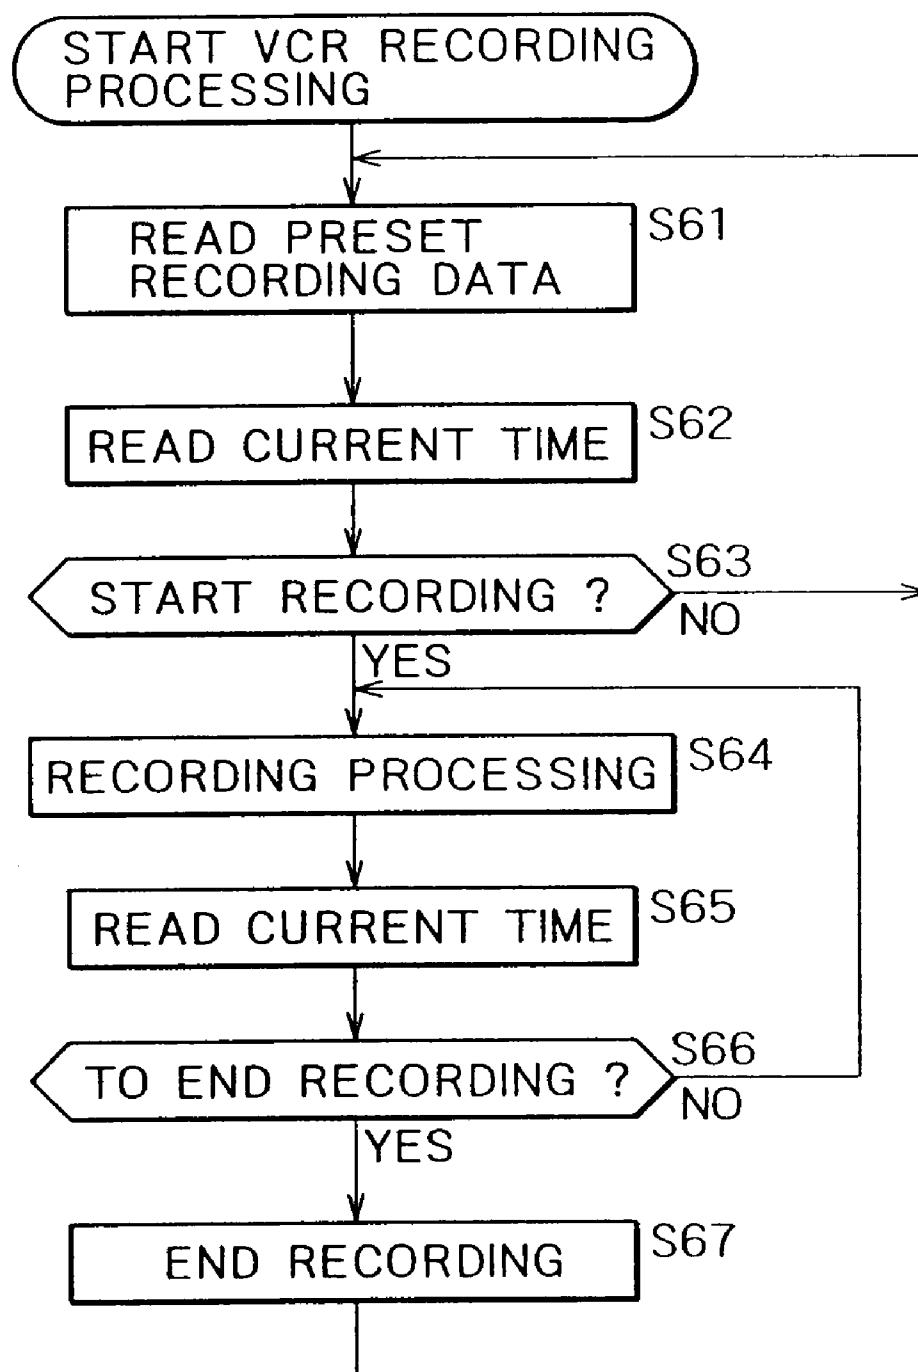 START VCR RECORDING
PROCESSING
READ PRESET
RECORDING DATA
S61
READ CURRENT TIME
S62
START RECORDING ?
S63
NO
YES
RECORDING PROCESSING
S64
READ CURRENT TIME
S65
TO END RECORDING ?
S66
NO
YES
END RECORDING
S67